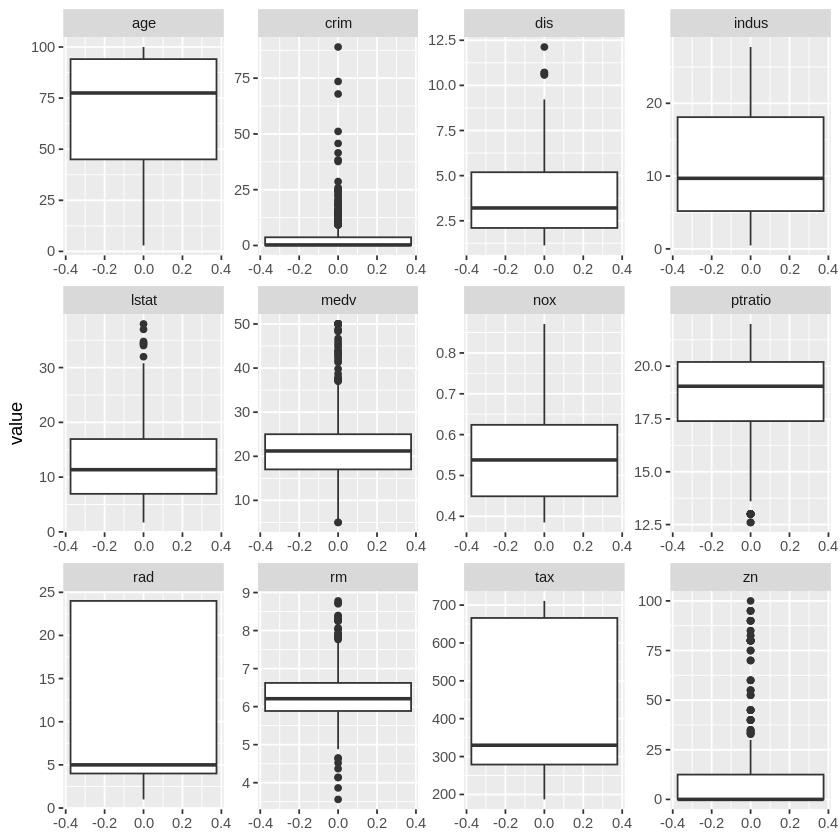 age crim dis indus
100 75 50 25 0
75 50 25 0
12.5 10.0 7.5 5.0 2.5
20 10 0
-0.4 -0.2 0.0 0.2 0.4 -0.4 -0.2 0.0 0.2 0.4 -0.4 -0.2 0.0 0.2 0.4 -0.4 -0.2 0.0 0.2 0.4
value
lstat medv nox ptratio
30 20 10 0
50 40 30 20 10
0.8 0.7 0.6 0.5 0.4
20.0 17.5 15.0 12.5
-0.4 -0.2 0.0 0.2 0.4 -0.4 -0.2 0.0 0.2 0.4 -0.4 -0.2 0.0 0.2 0.4 -0.4 -0.2 0.0 0.2 0.4
rad rm tax zn
25 20 15 10 5 0
9 8 7 6 5 4
700 600 500 400 300 200
100 75 50 25 0
-0.4 -0.2 0.0 0.2 0.4 -0.4 -0.2 0.0 0.2 0.4 -0.4 -0.2 0.0 0.2 0.4 -0.4 -0.2 0.0 0.2 0.4